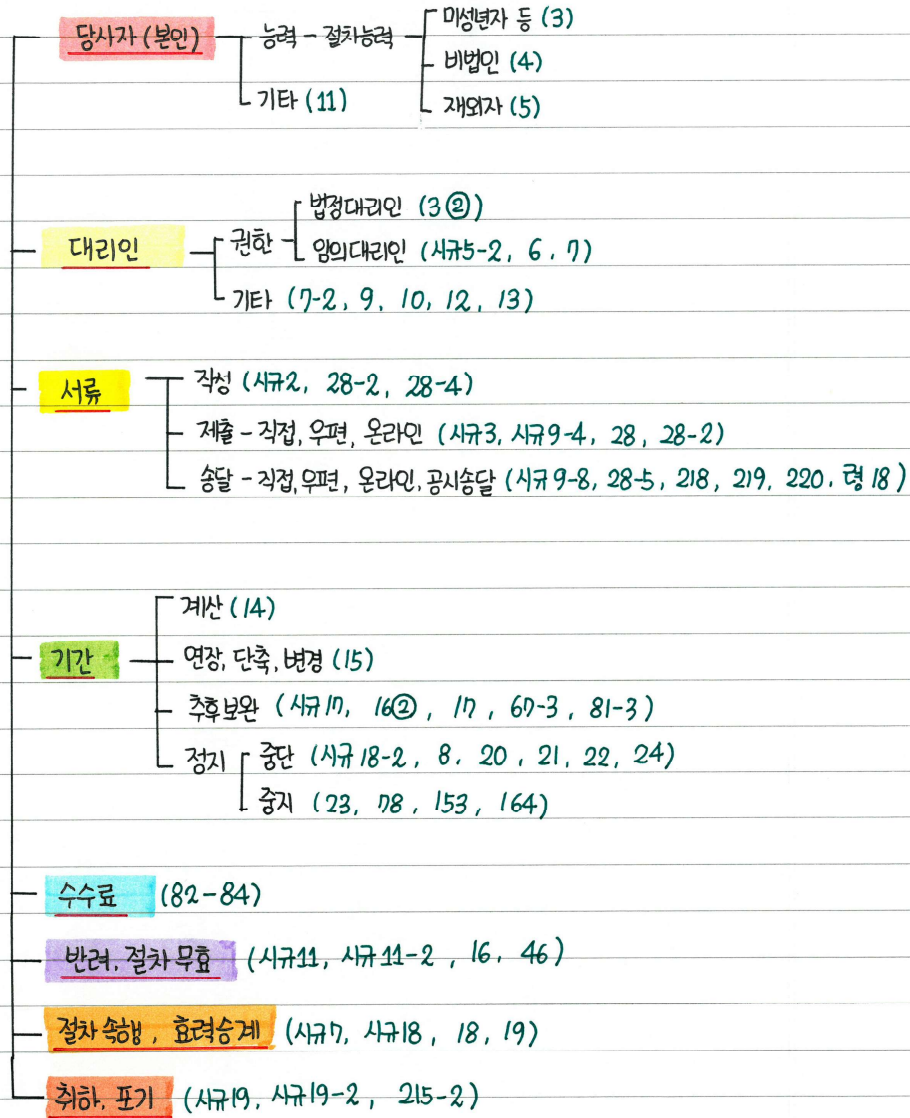 당사자 (본인) 능력 - 절차능력 미성년자 등 (3)
비법인 (4)
기타 (11) 재외자 (5)
법정대리인 (3②)
대리인 권한 임의대리인 (시규5-2, 6, 7)
기타 (7-2, 9, 10, 12, 13)
서류 작성 (시규2, 28-2, 28-4)
제출 - 직접, 우편, 온라인 (시규3, 시규9-4, 28, 28-2)
송달 - 직접, 우편, 온라인, 공시송달 (시규9-8, 28-5, 218, 219, 220, 령18)
계산 (14)
기간 연장, 단축, 변경 (15)
추후보완 (시규17, 16②, 17, 67-3, 81-3)
정지 중단 (시규18-2, 8, 20, 21, 22, 24)
중지 (23, 78, 153, 164)
수수료 (82-84)
반려, 절차 무효 (시규11, 시규11-2, 16, 46)
절차 속행, 효력승계 (시규7, 시규18, 18, 19)
취하, 포기 (시규19, 시규19-2, 215-2)